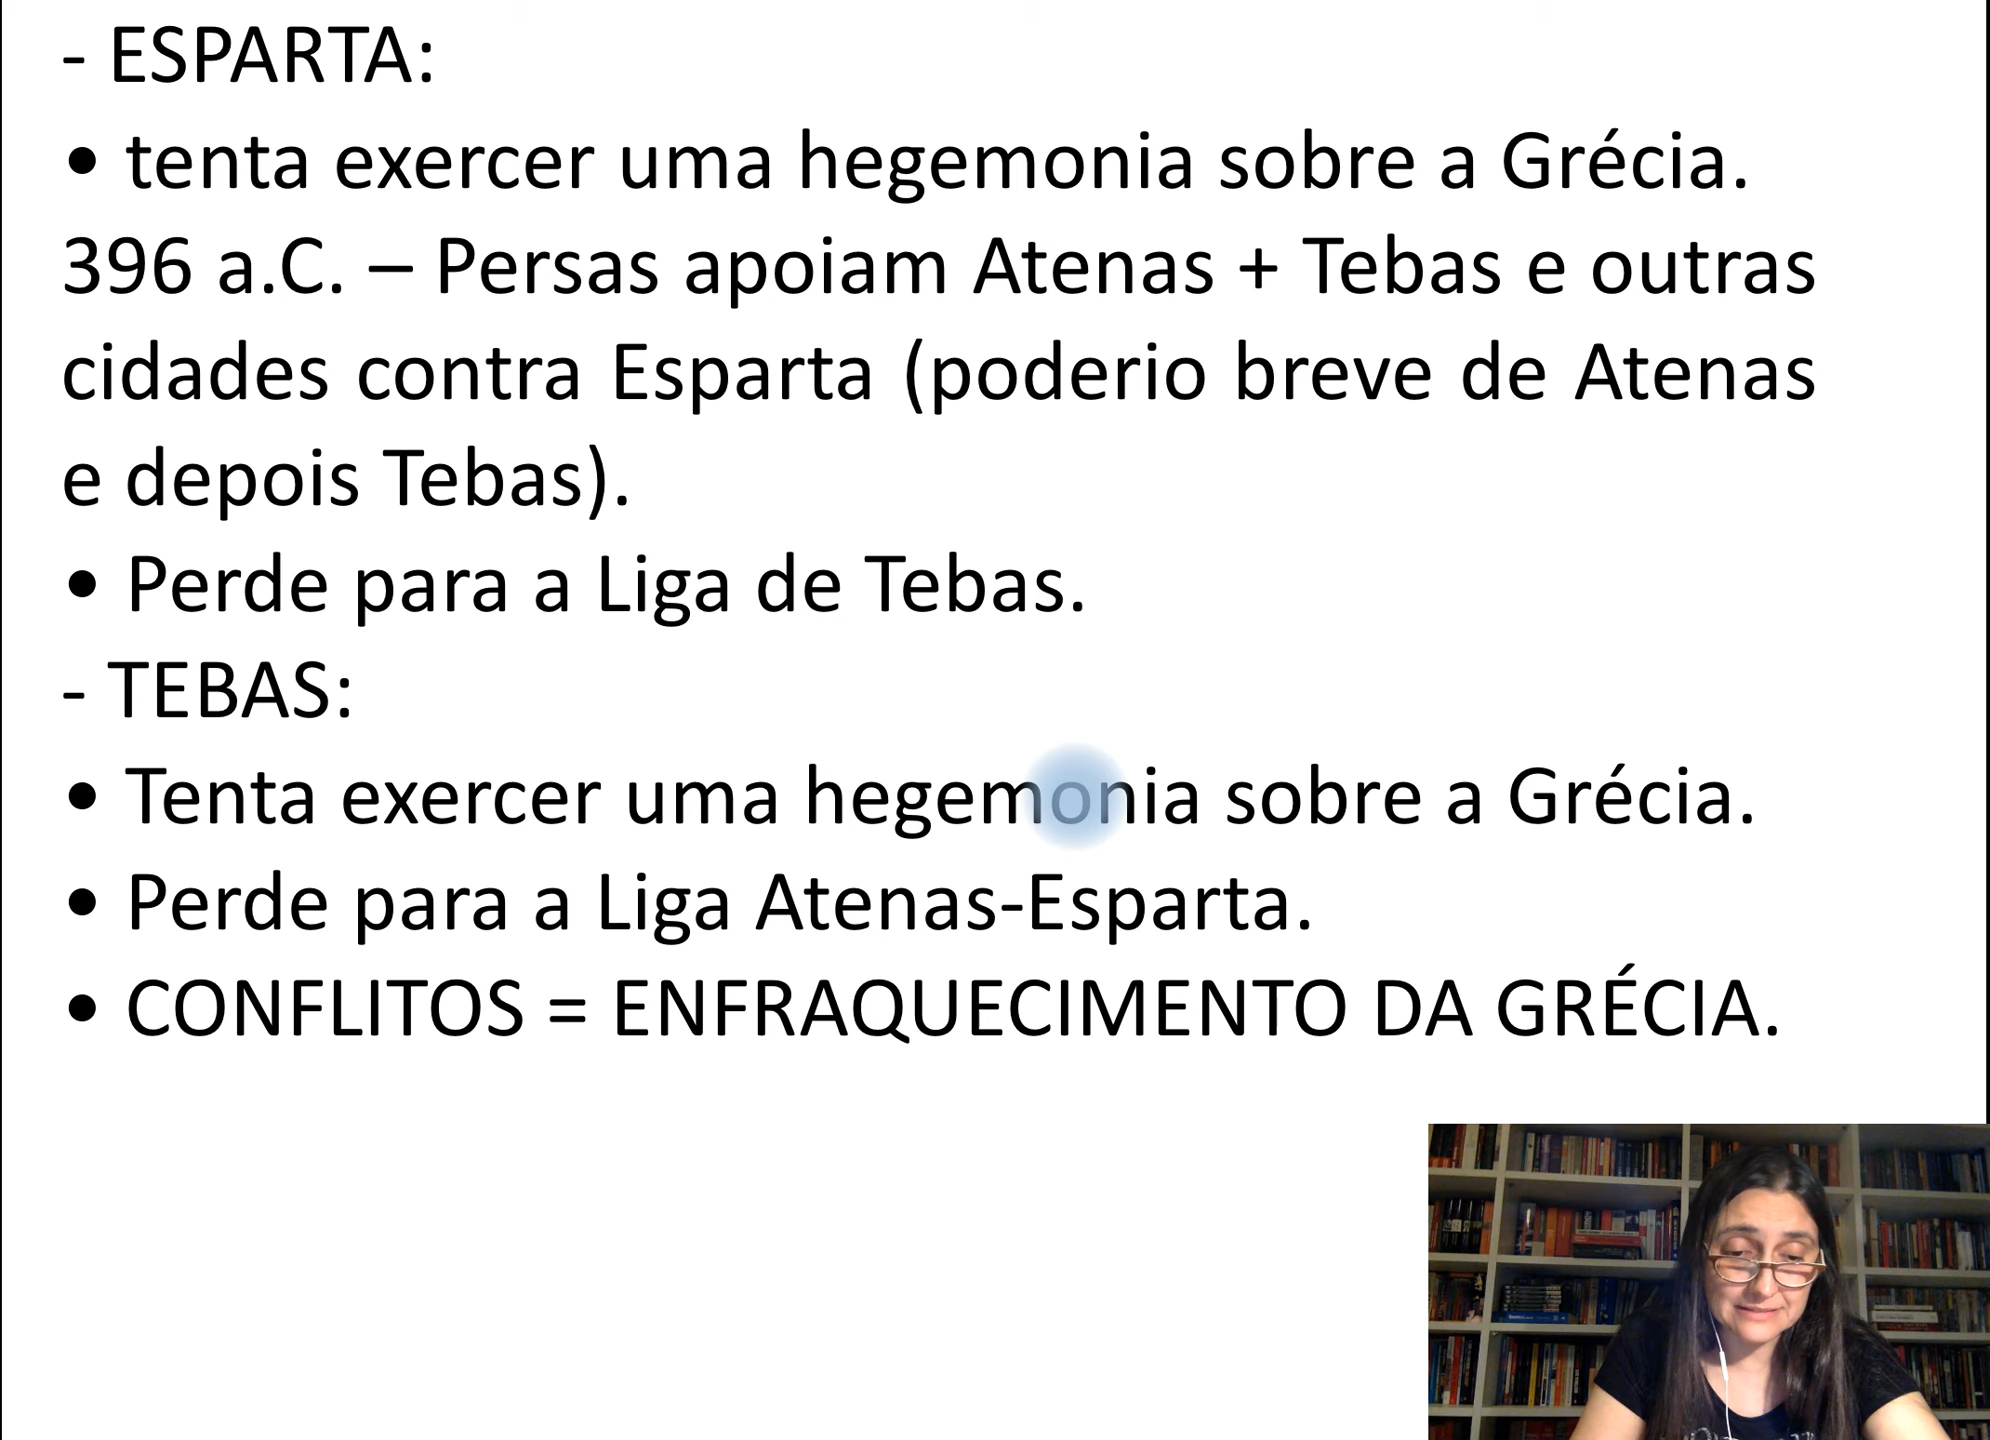 - ESPARTA:
• tenta exercer uma hegemonia sobre a Grécia.
396 a.C. – Persas apoiam Atenas + Tebas e outras
cidades contra Esparta (poderio breve de Atenas
e depois Tebas).
• Perde para a Liga de Tebas.
- TEBAS:
• Tenta exercer uma hegemonia sobre a Grécia.
• Perde para a Liga Atenas-Esparta.
• CONFLITOS = ENFRAQUECIMENTO DA GRÉCIA.